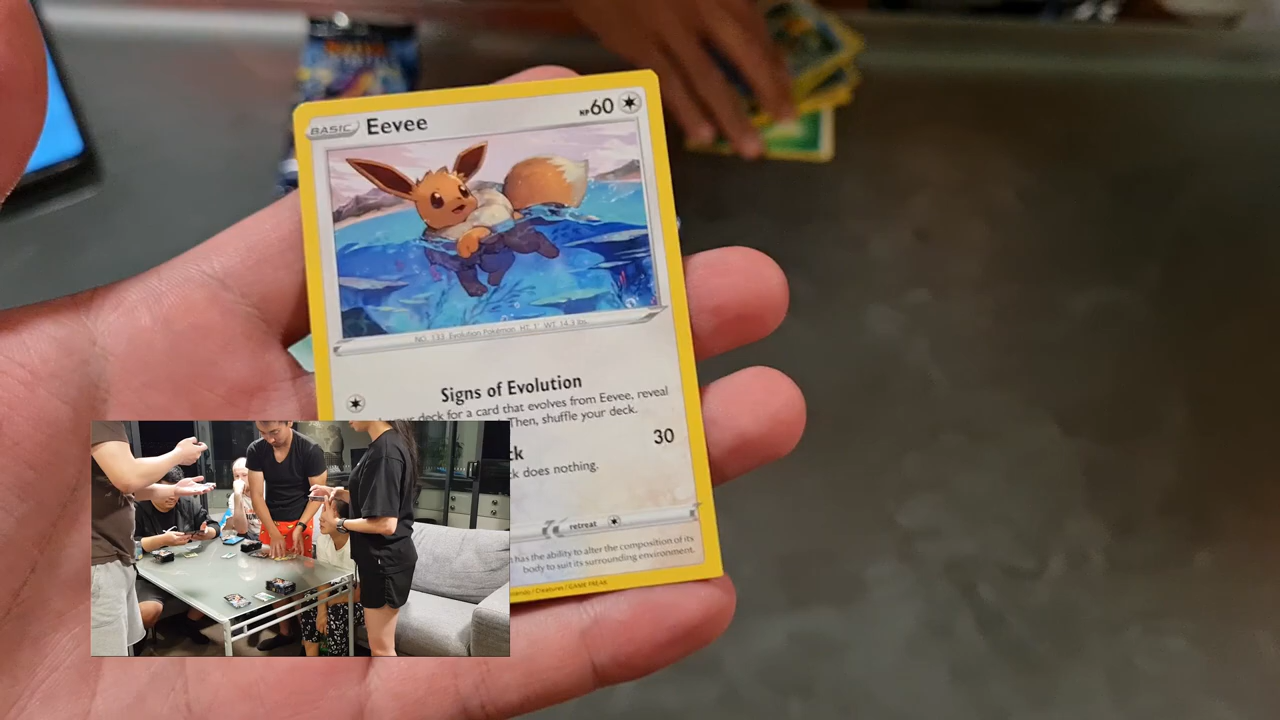 BASIC Eevee HP60
NO. 133 Evolution Pokémon HT: 1' WT: 14.3 lbs.
Signs of Evolution
deck for a card that evolves from Eevee, reveal
Then, shuffle your deck.
ck 30
ck does nothing.
retreat
has the ability to alter the composition of its
body to suit its surrounding environment.
/ Creatures / GAME FREAK